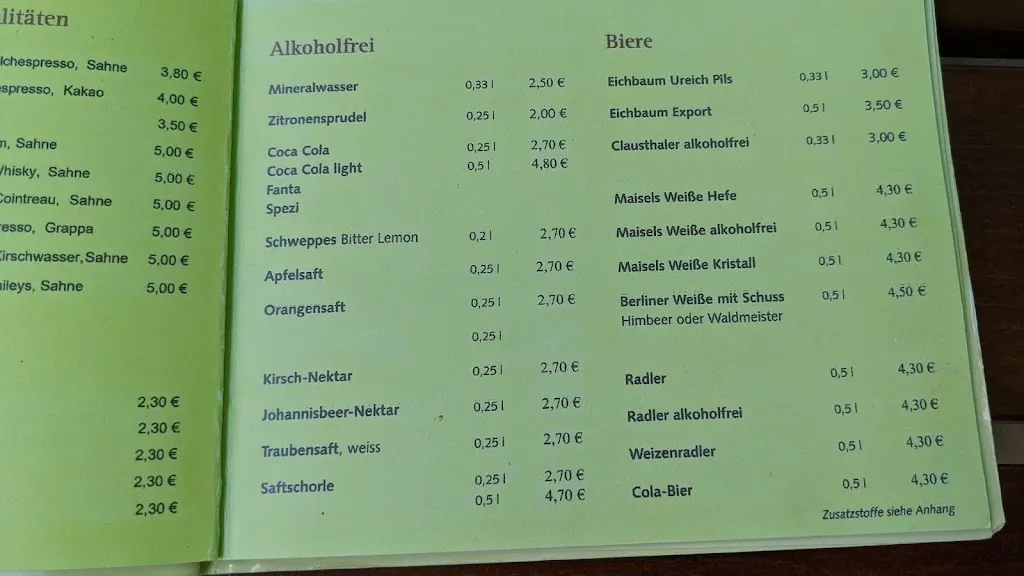 3,80 €
Sahne
4,00 €
Kakao
3,50 €
Sahne 5,00 €
Sahne 5,00 €
Cointreau, Sahne 5,00 €
Grappa 5,00 €
Kirschwasser, Sahne 5,00 €
Sahne 5,00 €
2,30 €
2,30 €
2,30 €
2,30 €
2,30 €
Alkoholfrei
Mineralwasser 0,33 l 2,50 €
Zitronensprudel 0,25 l 2,00 €
Coca Cola 0,25 l 2,70 €
Coca Cola light 0,5 l 4,80 €
Fanta
Spezi
Schweppes Bitter Lemon 0,2 l 2,70 €
Apfelsaft 0,25 l 2,70 €
Orangensaft 0,25 l 2,70 €
0,25 l
Kirsch-Nektar 0,25 l 2,70 €
Johannisbeer-Nektar 0,25 l 2,70 €
Traubensaft, weiss 0,25 l 2,70 €
Saftschorle 0,25 l 2,70 €
0,5 l 4,70 €
Biere
Eichbaum Ureich Pils 0,33 l 3,00 €
Eichbaum Export 0,5 l 3,50 €
Clausthaler alkoholfrei 0,33 l 3,00 €
Maisels Weiße Hefe 0,5 l 4,30 €
Maisels Weiße alkoholfrei 0,5 l 4,30 €
Maisels Weiße Kristall 0,5 l 4,30 €
Berliner Weiße mit Schuss 0,5 l 4,50 €
Himbeer oder Waldmeister
Radler 0,5 l 4,30 €
Radler alkoholfrei 0,5 l 4,30 €
Weizenradler 0,5 l 4,30 €
Cola-Bier 0,5 l 4,30 €
Zusatzstoffe siehe Anhang